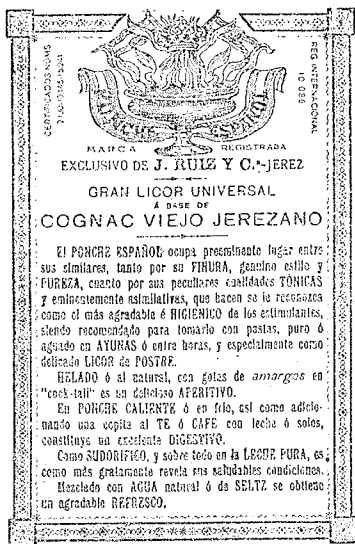 PONCHE ESPAÑOL
CERTIFICADOS NÚMS
REG. INTERNACIONAL
10 086
MARCA REGISTRADA
EXCLUSIVO DE J. RUIZ Y C.ª-JEREZ
GRAN LICOR UNIVERSAL
Á BASE DE
COGNAC VIEJO JEREZANO
El PONCHE ESPAÑOL ocupa preeminente lugar entre
sus similares, tanto por su FINURA, genuino estilo y
PUREZA, cuanto por sus peculiares cualidades TÓNICAS
y eminentemente asimilativas, que hacen se le reconozca
como el más agradable é HIGIENICO de los estimulantes,
siendo recomendado para tomarlo con pastas, puro ó
aguado en AYUNAS ó entre horas, y especialmente como
delicado LICOR de POSTRE.
HELADO ó al natural, con gotas de amargos en
"cock-tail" es un delicioso APERITIVO.
En PONCHE CALIENTE ó en frío, así como adicio-
nando una copita al TE ó CAFE con leche ó solos,
constituye un excelente DIGESTIVO.
Como SUDORÍFICO, y sobre todo en la LECHE PURA, es
como más gratamente revela sus saludables condiciones.
Mezclado con AGUA natural ó de SELTZ se obtiene
un agradable REFRESCO.